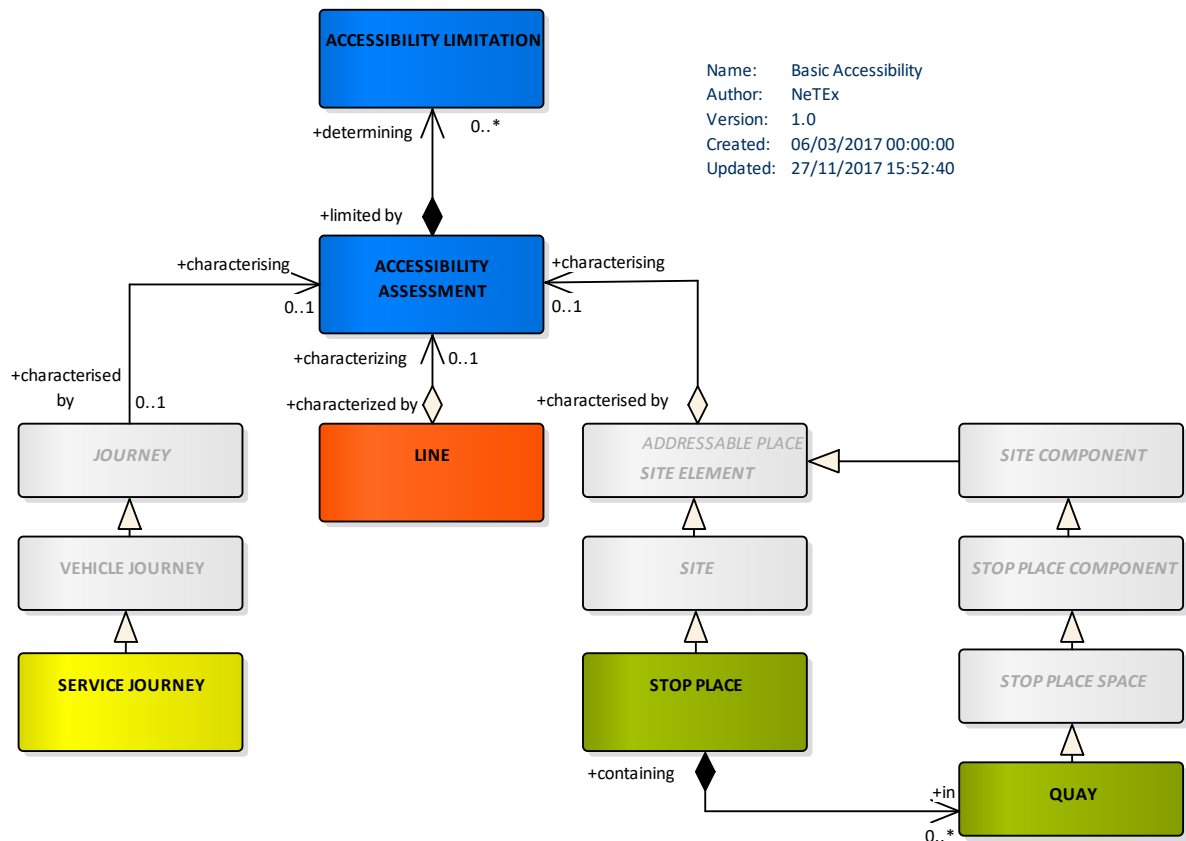 ACCESSIBILITY LIMITATION
Name: Basic Accessibility
Author: NeTEx
Version: 1.0
Created: 06/03/2017 00:00:00
Updated: 27/11/2017 15:52:40
+determining
0..*
+limited by
+characterising
0..1
ACCESSIBILITY
ASSESSMENT
+characterising
0..1
+characterizing
0..1
+characterised
by
0..1
+characterized by
+characterised by
JOURNEY
LINE
ADDRESSABLE PLACE
SITE ELEMENT
SITE COMPONENT
VEHICLE JOURNEY
SITE
STOP PLACE COMPONENT
SERVICE JOURNEY
STOP PLACE
STOP PLACE SPACE
+containing
+in
0..*
QUAY